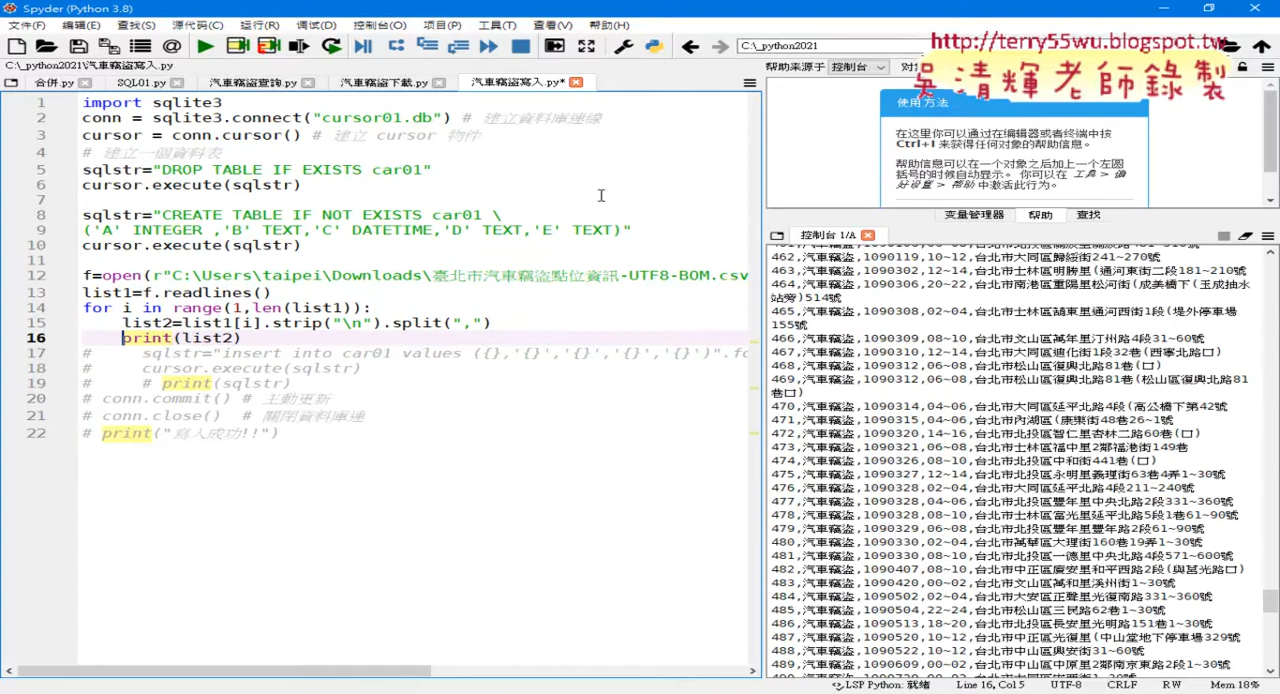 Spyder (Python 3.8)
文件(F) 编辑(E) 查找(S) 源代码(C) 运行(R) 调试(D) 控制台(O) 项目(P) 工具(T) 查看(V) 帮助(H)
C:\_python2021
http://terry55wu.blogspot.tw
吳清輝老師錄製
C:\_python2021\汽車竊盜寫入.py
合併.py SQL01.py 汽車竊盜查詢.py 汽車竊盜下載.py 汽車竊盜寫入.py*
帮助来源于 控制台
1 import sqlite3
2 conn = sqlite3.connect("cursor01.db") # 建立資料庫連線
3 cursor = conn.cursor() # 建立 cursor 物件
4 # 建立一個資料表
5 sqlstr="DROP TABLE IF EXISTS car01"
6 cursor.execute(sqlstr)
7
8 sqlstr="CREATE TABLE IF NOT EXISTS car01 \
9 ('A' INTEGER ,'B' TEXT,'C' DATETIME,'D' TEXT,'E' TEXT)"
10 cursor.execute(sqlstr)
11
12 f=open(r"C:\Users\taipei\Downloads\臺北市汽車竊盜點位資訊-UTF8-BOM.csv
13 list1=f.readlines()
14 for i in range(1,len(list1)):
15 list2=list1[i].strip("\n").split(",")
16 print(list2)
17 # sqlstr="insert into car01 values ({},'{}','{}','{}','{}')".fo
18 # cursor.execute(sqlstr)
19 # # print(sqlstr)
20 # conn.commit() # 主動更新
21 # conn.close() # 關閉資料庫連
22 # print("寫入成功!!")
使用方法
在这里你可以通过在编辑器或者终端中按
Ctrl+I 来获得任何对象的帮助信息。
帮助信息可以在一个对象之后加上一个左圆
括号的时候自动显示。 你可以在 工具 > 偏
好设置 > 帮助 中激活此行为。
变量管理器 帮助 查找
控制台 1/A
462,汽車竊盜,1090119,10~12,台北市大同區歸綏街241~270號
463,汽車竊盜,1090302,12~14,台北市士林區明勝里(通河東街二段181~210號
464,汽車竊盜,1090306,20~22,台北市南港區重陽里松河街(成美橋下(玉成抽水
站旁)514號
465,汽車竊盜,1090308,02~04,台北市士林區葫東里通河西街1段(堤外停車場
155號
466,汽車竊盜,1090309,08~10,台北市文山區萬年里汀州路4段31~60號
467,汽車竊盜,1090310,12~14,台北市大同區迪化街1段32巷(西寧北路口)
468,汽車竊盜,1090312,06~08,台北市松山區復興北路81巷(口)
469,汽車竊盜,1090312,06~08,台北市松山區復興北路81巷(松山區復興北路81
巷口)
470,汽車竊盜,1090314,04~06,台北市大同區延平北路4段(高公橋下第42號
471,汽車竊盜,1090315,04~06,台北市內湖區(康樂街48巷26~1號
472,汽車竊盜,1090320,14~16,台北市北投區智仁里杏林二路60巷(口)
473,汽車竊盜,1090321,06~08,台北市士林區福中里2鄰福港街149巷
474,汽車竊盜,1090326,08~10,台北市北投區中和街441巷(口)
475,汽車竊盜,1090327,12~14,台北市北投區永明里義理街63巷4弄1~30號
476,汽車竊盜,1090328,02~04,台北市大同區延平北路4段211~240號
477,汽車竊盜,1090328,04~06,台北市北投區豐年里中央北路2段331~360號
478,汽車竊盜,1090328,08~10,台北市士林區富光里延平北路5段1巷61~90號
479,汽車竊盜,1090329,06~08,台北市北投區豐年里豐年路2段61~90號
480,汽車竊盜,1090330,02~04,台北市萬華區大理街160巷19弄1~30號
481,汽車竊盜,1090330,08~10,台北市北投區一德里中央北路4段571~600號
482,汽車竊盜,1090407,08~10,台北市中正區廈安里和平西路2段(與莒光路口)
483,汽車竊盜,1090420,00~02,台北市文山區萬和里溪州街1~30號
484,汽車竊盜,1090502,02~04,台北市大安區正聲里光復南路331~360號
485,汽車竊盜,1090504,22~24,台北市松山區三民路62巷1~30號
486,汽車竊盜,1090513,18~20,台北市北投區長安里光明路151巷1~30號
487,汽車竊盜,1090520,10~12,台北市中正區光復里(中山堂地下停車場329號
488,汽車竊盜,1090522,10~12,台北市中山區興安街31~60號
489,汽車竊盜,1090609,00~02,台北市中山區中原里2鄰南京東路2段
LSP Python: 就绪 Line 16, Col 5 UTF-8 CRLF RW Mem 18%